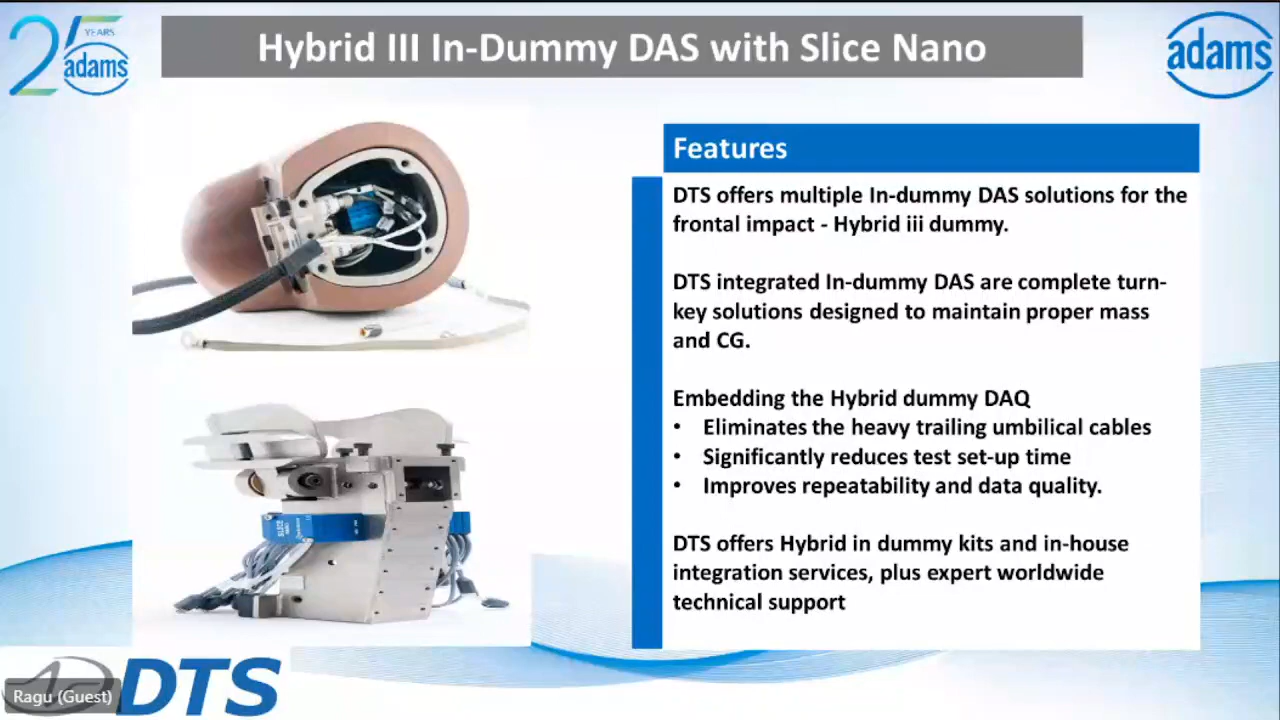 25 YEARS
adams
Hybrid III In-Dummy DAS with Slice Nano
adams
Features
DTS offers multiple In-dummy DAS solutions for the
frontal impact - Hybrid iii dummy.
DTS integrated In-dummy DAS are complete turn-
key solutions designed to maintain proper mass
and CG.
Embedding the Hybrid dummy DAQ
• Eliminates the heavy trailing umbilical cables
• Significantly reduces test set-up time
• Improves repeatability and data quality.
DTS offers Hybrid in dummy kits and in-house
integration services, plus expert worldwide
technical support
SLICE
DTS
Ragu (Guest)